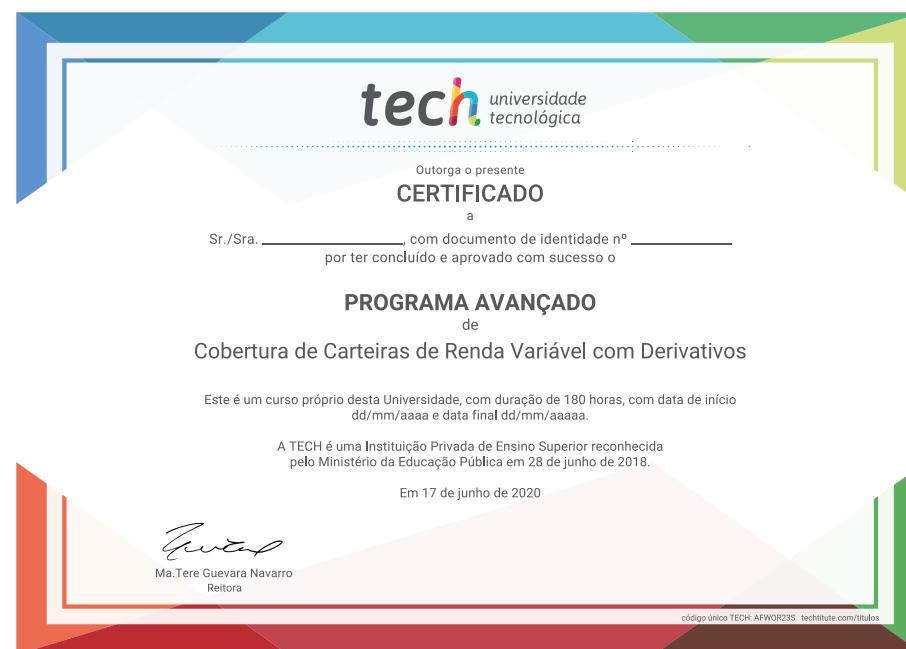 tech universidade
tecnológica
Outorga o presente
CERTIFICADO
a
Sr./Sra. ____________________, com documento de identidade nº ______________
por ter concluído e aprovado com sucesso o
PROGRAMA AVANÇADO
de
Cobertura de Carteiras de Renda Variável com Derivativos
Este é um curso próprio desta Universidade, com duração de 180 horas, com data de início
dd/mm/aaaa e data final dd/mm/aaaaa.
A TECH é uma Instituição Privada de Ensino Superior reconhecida
pelo Ministério da Educação Pública em 28 de junho de 2018.
Em 17 de junho de 2020
Ma.Tere Guevara Navarro
Reitora
código único TECH: AFWOR23S techtitute.com/titulos